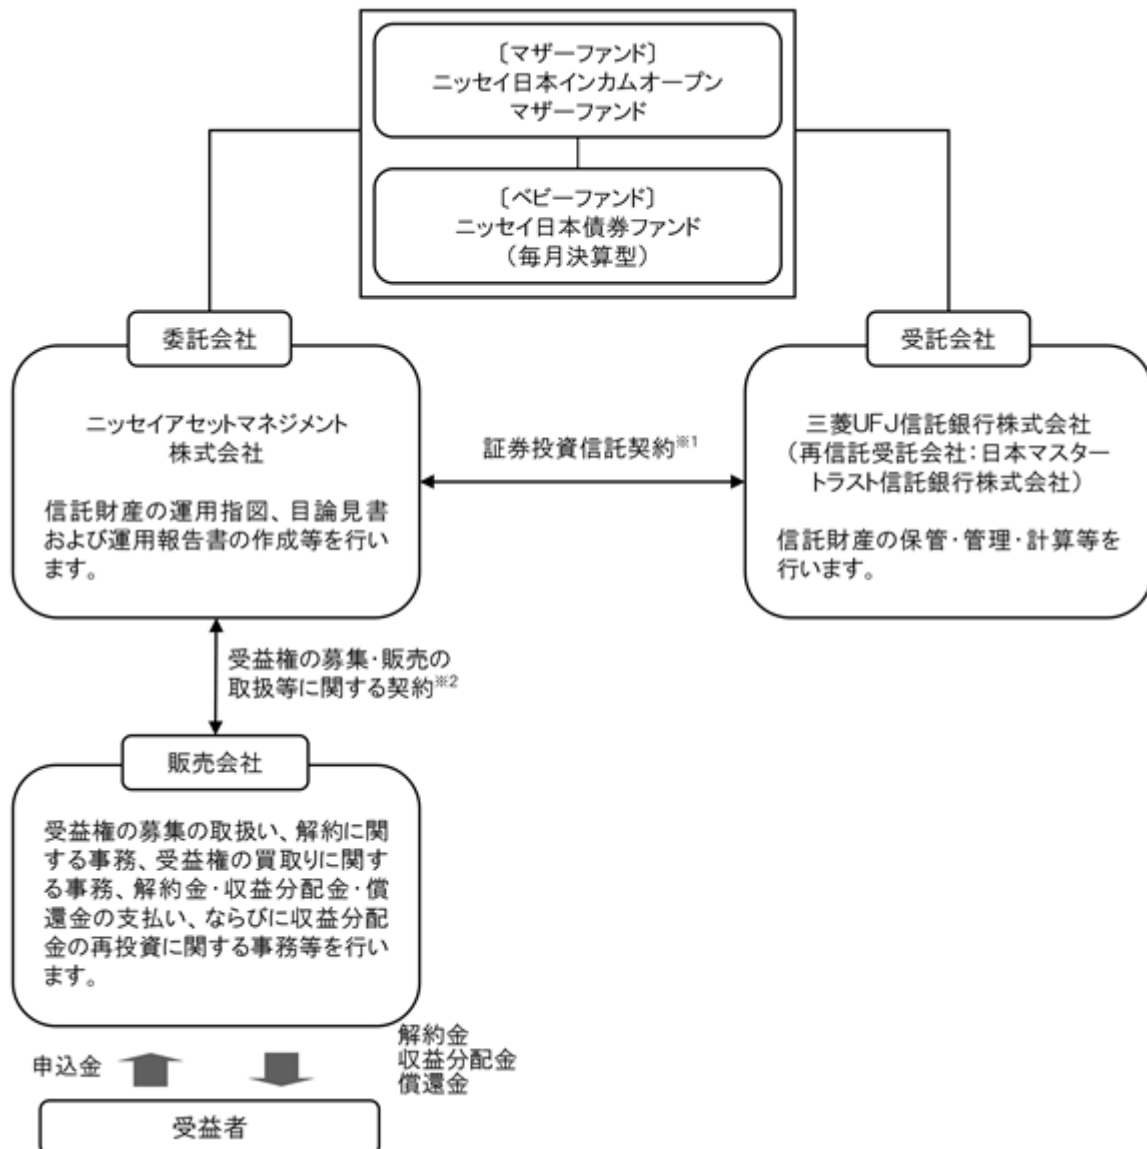 〔マザーファンド〕
ニッセイ日本インカムオープン
マザーファンド
〔ベビーファンド〕
ニッセイ日本債券ファンド
（毎月決算型）
委託会社
ニッセイアセットマネジメント
株式会社
信託財産の運用指図、目論見書
および運用報告書の作成等を行い
ます。
証券投資信託契約※1
受託会社
三菱UFJ信託銀行株式会社
（再信託受託会社：日本マスター
トラスト信託銀行株式会社）
信託財産の保管・管理・計算等を
行います。
受益権の募集・販売の
取扱等に関する契約※2
販売会社
受益権の募集の取扱い、解約に関
する事務、受益権の買取りに関す
る事務、解約金・収益分配金・償
還金の支払い、ならびに収益分配
金の再投資に関する事務等を行い
ます。
申込金
解約金
収益分配金
償還金
受益者